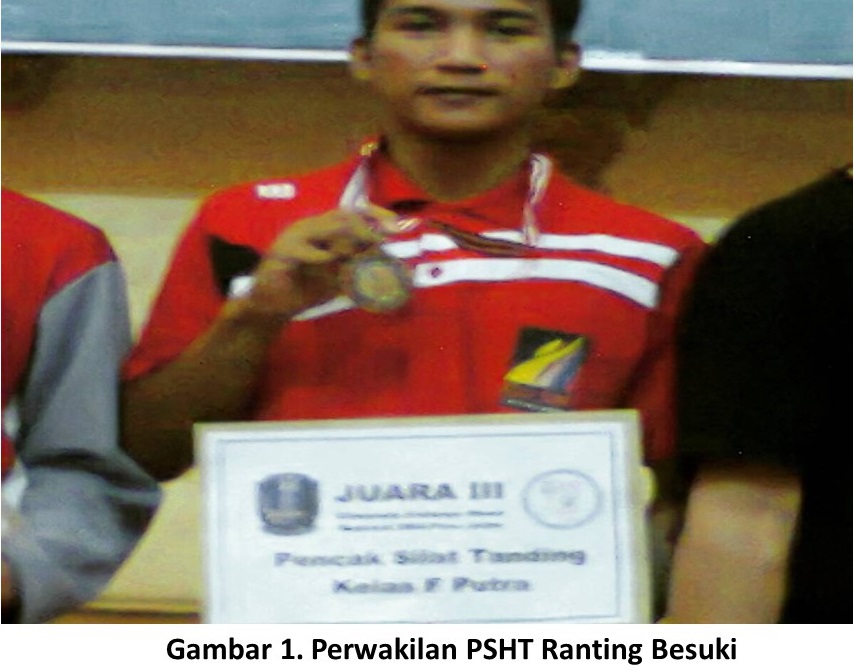 JUARA III
Pencak Silat Tanding
Kelas F Putra
Gambar 1. Perwakilan PSHT Ranting Besuki